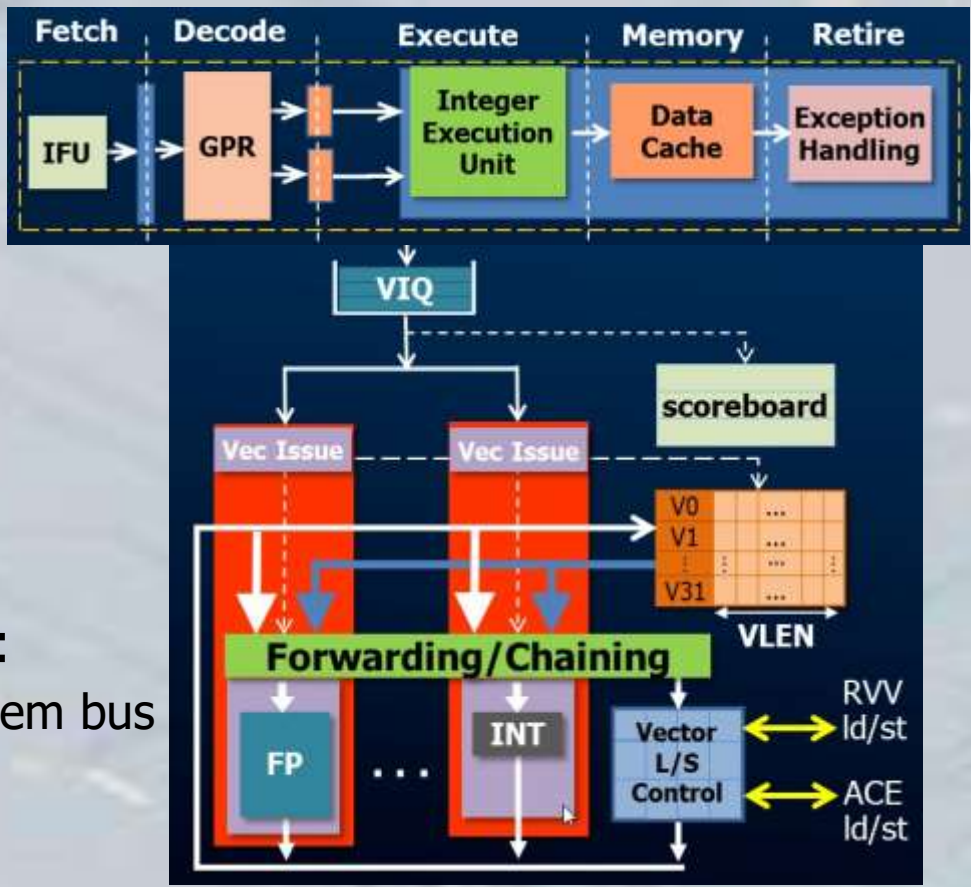 Fetch Decode Execute Memory Retire
IFU
GPR
Integer
Execution
Unit
Data
Cache
Exception
Handling
VIQ
scoreboard
Vec Issue
Vec Issue
V0 ...
V1 ...
⋮ ⋮ ... ⋮
V31 ...
VLEN
:
em bus
Forwarding/Chaining
FP
...
INT
Vector
L/S
Control
RVV
ld/st
ACE
ld/st